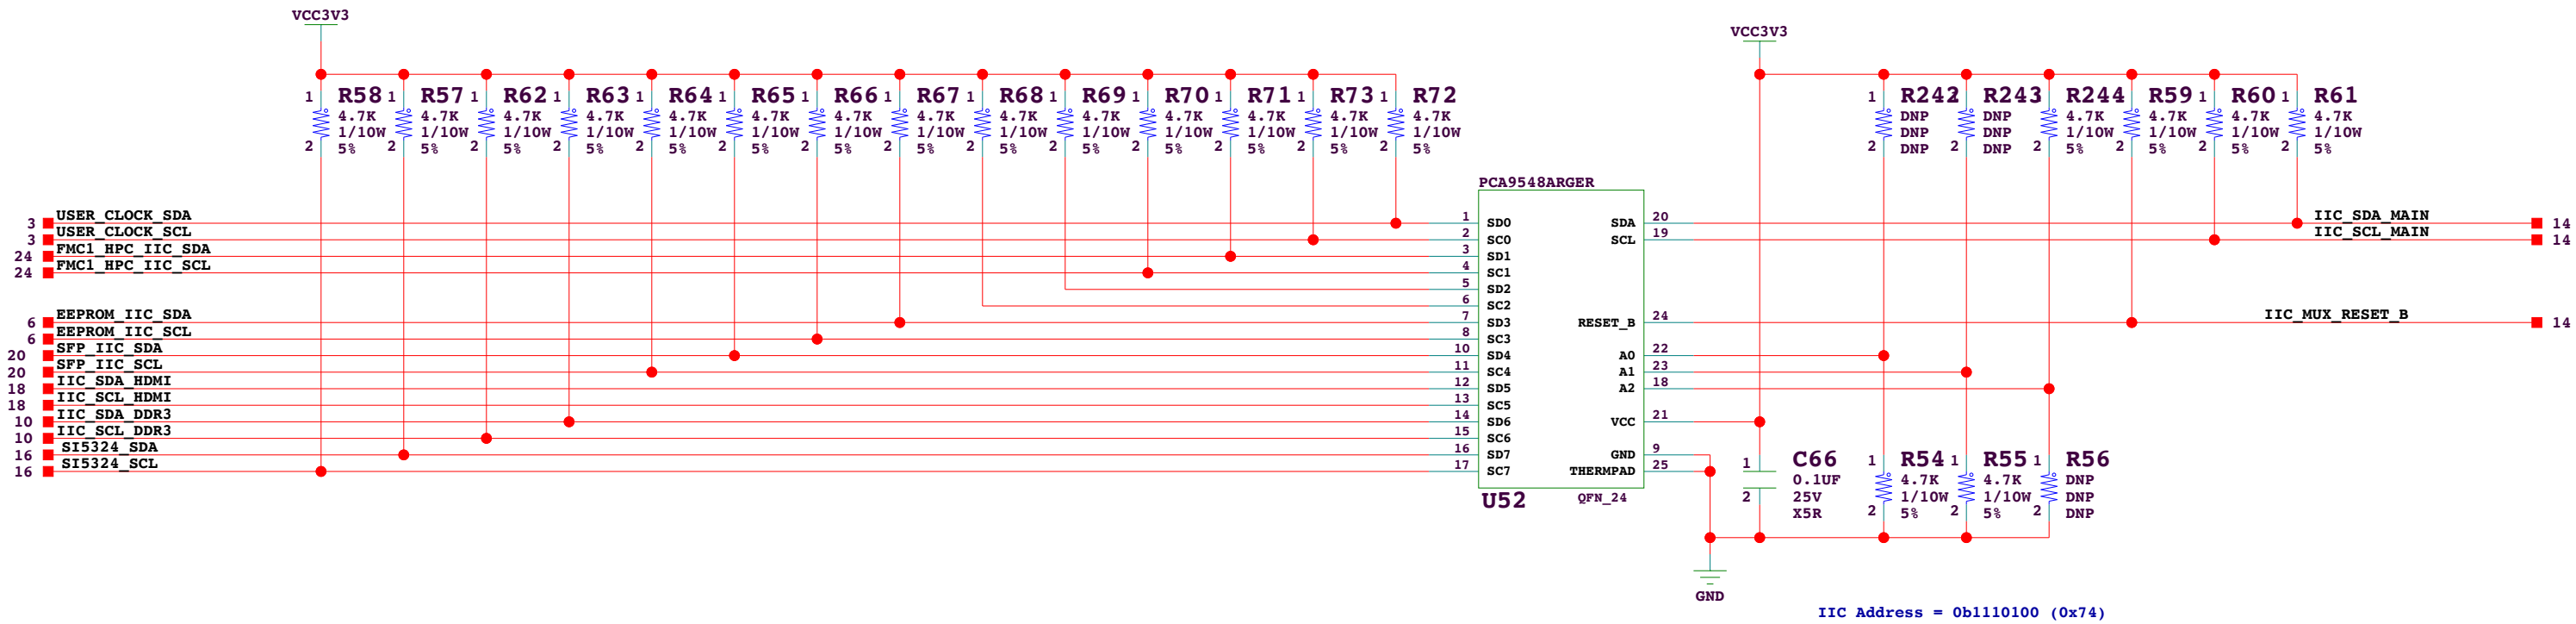 VCC3V3
VCC3V3
1 R58 1 R57 1 R62 1 R63 1 R64 1 R65 1 R66 1 R67 1 R68 1 R69 1 R70 1 R71 1 R73 1 R72
4.7K 4.7K 4.7K 4.7K 4.7K 4.7K 4.7K 4.7K 4.7K 4.7K 4.7K 4.7K 4.7K 4.7K
1/10W 1/10W 1/10W 1/10W 1/10W 1/10W 1/10W 1/10W 1/10W 1/10W 1/10W 1/10W 1/10W 1/10W
2 5% 2 5% 2 5% 2 5% 2 5% 2 5% 2 5% 2 5% 2 5% 2 5% 2 5% 2 5% 2 5% 2 5%
1 R242 1 R243 1 R244 1 R59 1 R60 1 R61
DNP DNP 4.7K 4.7K 4.7K 4.7K
DNP DNP 1/10W 1/10W 1/10W 1/10W
2 DNP 2 DNP 2 5% 2 5% 2 5% 2 5%
3 USER_CLOCK_SDA
3 USER_CLOCK_SCL
24 FMC1_HPC_IIC_SDA
24 FMC1_HPC_IIC_SCL
6 EEPROM_IIC_SDA
6 EEPROM_IIC_SCL
20 SFP_IIC_SDA
20 SFP_IIC_SCL
18 IIC_SDA_HDMI
18 IIC_SCL_HDMI
10 IIC_SDA_DDR3
10 IIC_SCL_DDR3
16 SI5324_SDA
16 SI5324_SCL
PCA9548ARGER
1 SD0
2 SC0
3 SD1
4 SC1
5 SD2
6 SC2
7 SD3
8 SC3
10 SD4
11 SC4
12 SD5
13 SC5
14 SD6
15 SC6
16 SD7
17 SC7
SDA 20
SCL 19
RESET_B 24
A0 22
A1 23
A2 18
VCC 21
GND 9
THERMPAD 25
U52
QFN_24
IIC_SDA_MAIN 14
IIC_SCL_MAIN 14
IIC_MUX_RESET_B 14
1 C66 1 R54 1 R55 1 R56
0.1UF 4.7K 4.7K DNP
2 25V 1/10W 1/10W DNP
X5R 2 5% 2 5% 2 DNP
GND
IIC Address = 0b1110100 (0x74)